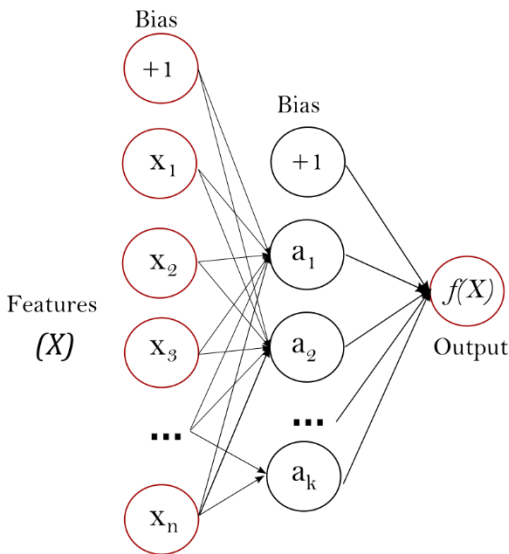 Bias
+1
x1
x2
Features
(X)
x3
...
xn
Bias
+1
a1
a2
...
ak
f(X)
Output